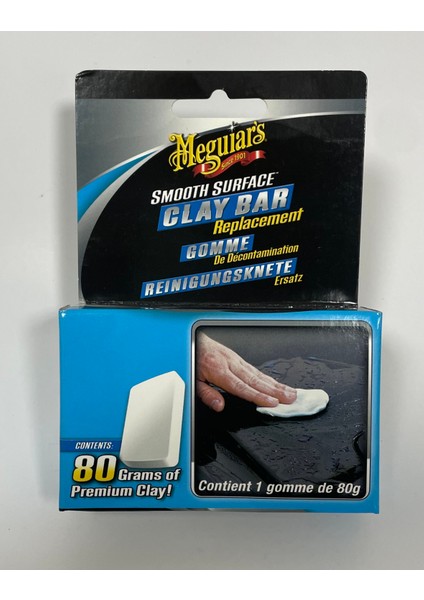 Meguiar's
Since 1901
SMOOTH SURFACE™
CLAY BAR
Replacement
GOMME
De Décontamination
REINIGUNGSKNETE
Ersatz
CONTENTS:
80 Grams of
Premium Clay!
Contient 1 gomme de 80g